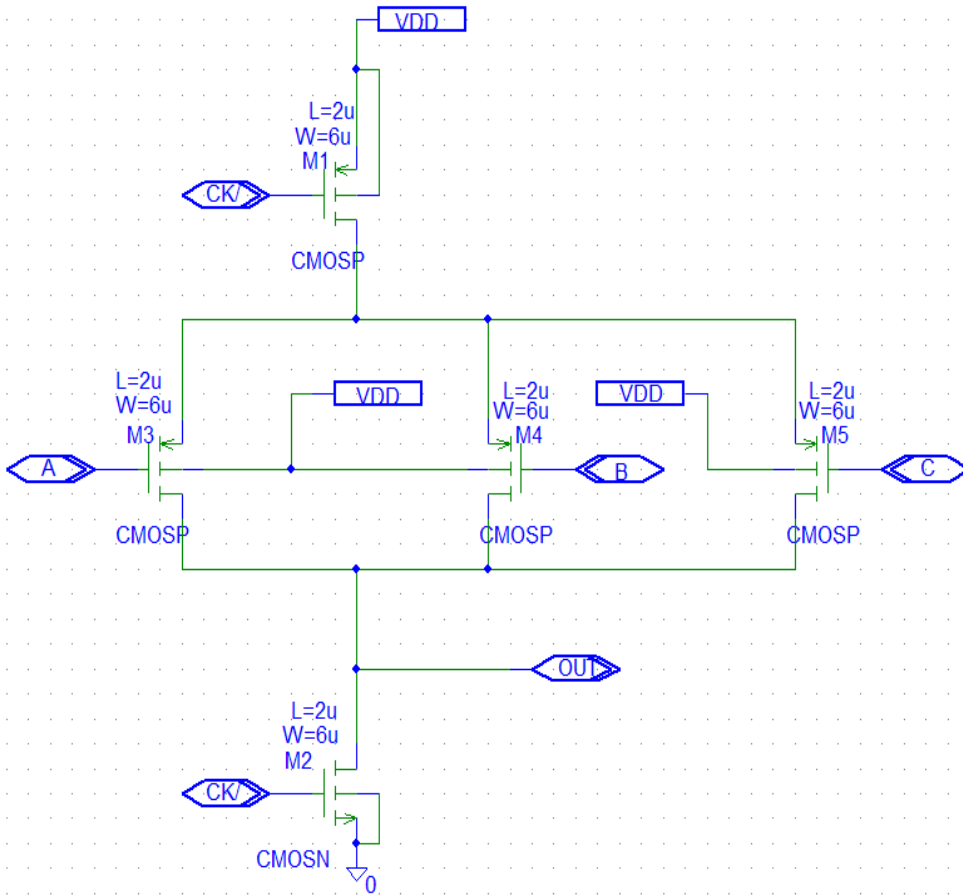 VDD
L=2u
W=6u
M1
CK/
CMOSP
L=2u
W=6u
M3
A
CMOSP
VDD
L=2u
W=6u
M4
B
CMOSP
VDD
L=2u
W=6u
M5
C
CMOSP
OUT
L=2u
W=6u
M2
CK/
CMOSN
0